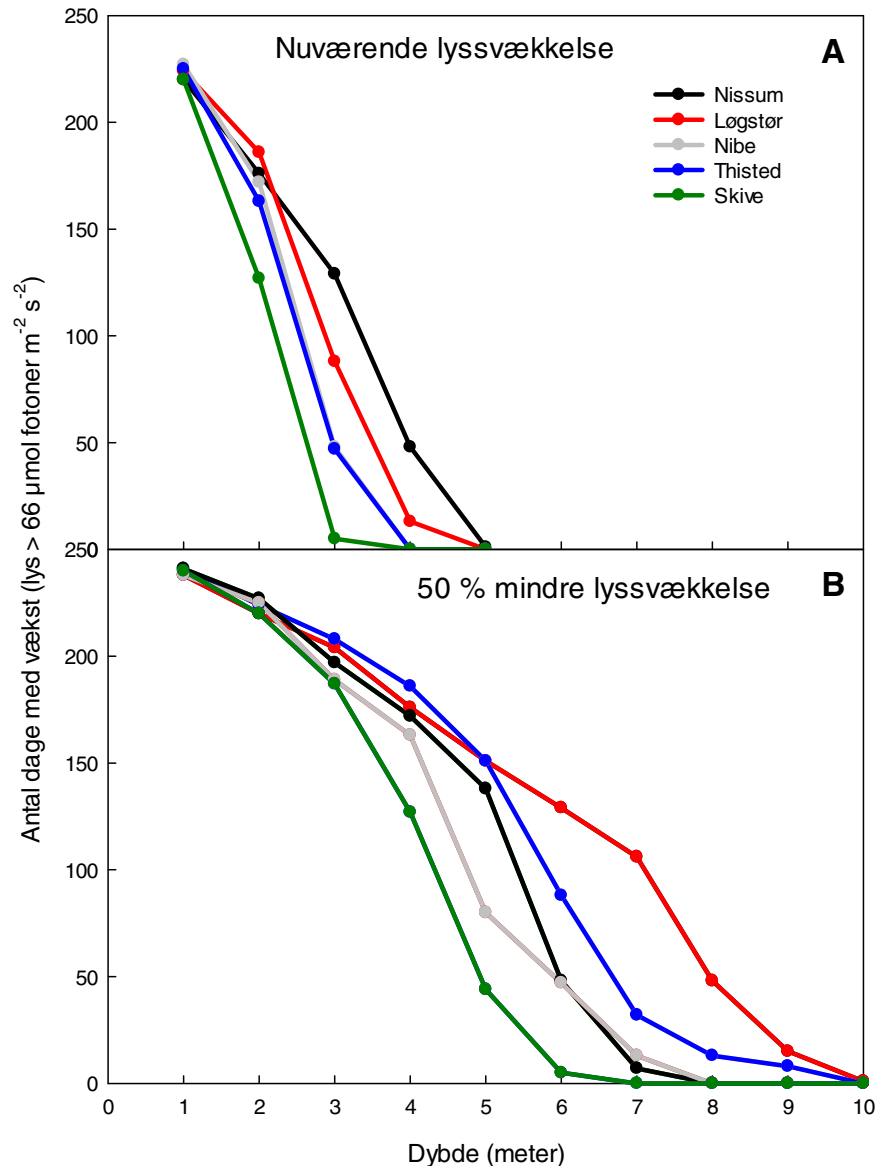 Antal dage med vækst (lys > 66 µmol fotoner m⁻² s⁻²)
250
200
150
100
50
Nuværende lyssvækkelse
A
Nissum
Løgstør
Nibe
Thisted
Skive
0
250
200
150
100
50
0
50 % mindre lyssvækkelse
B
0 1 2 3 4 5 6 7 8 9 10
Dybde (meter)